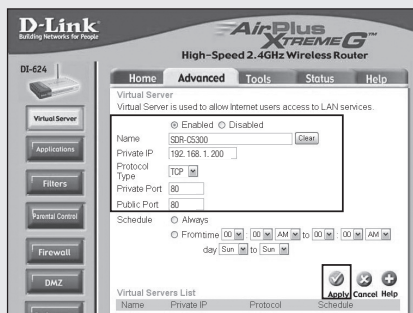 D-Link
Building Networks for People
AirPlus
XTREME G™
High-Speed 2.4GHz Wireless Router
DI-624
Home Advanced Tools Status Help
Virtual Server
Virtual Server is used to allow Internet users access to LAN services.
Enabled Disabled
Name SDR-C5300 Clear
Private IP 192.168.1.200
Protocol Type TCP
Private Port 80
Public Port 80
Schedule Always
From time 00 : 00 AM to 00 : 00 AM
day Sun to Sun
Apply Cancel Help
Virtual Servers List
Name Private IP Protocol Schedule
Virtual Server
Applications
Filters
Parental Control
Firewall
DMZ